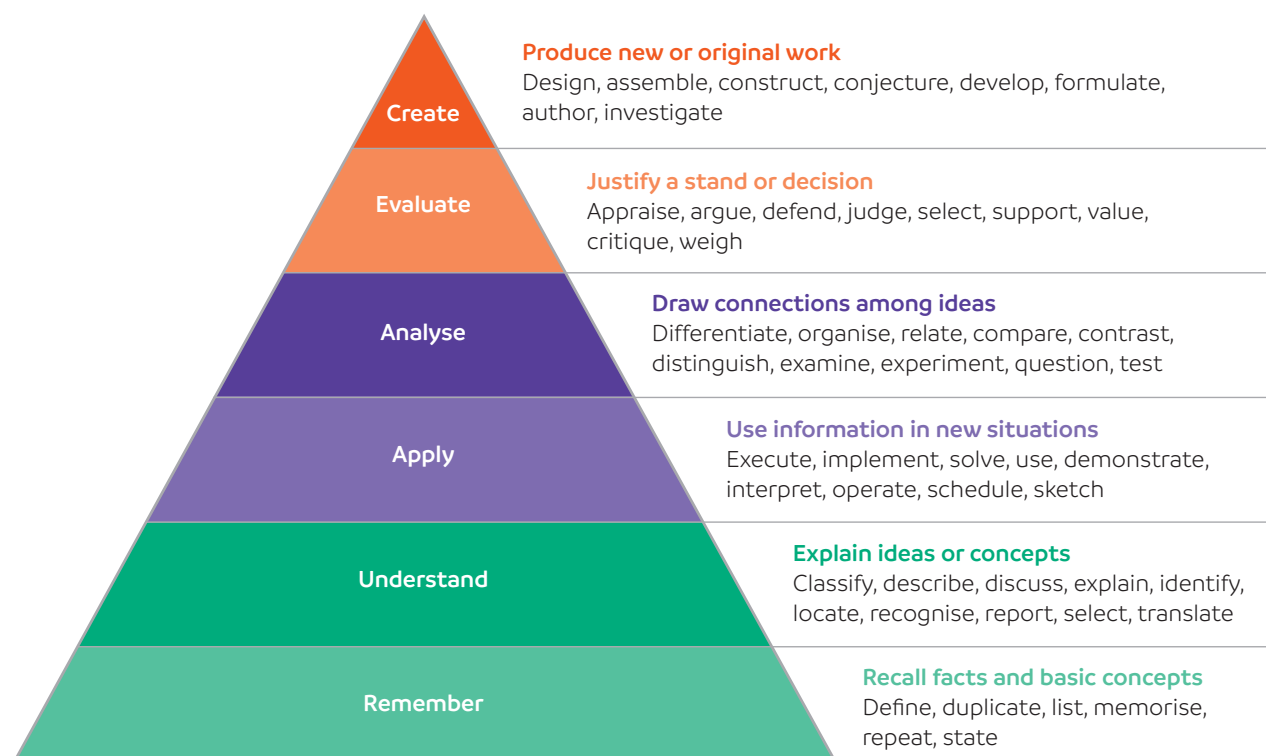 Create
Produce new or original work
Design, assemble, construct, conjecture, develop, formulate,
author, investigate
Evaluate
Justify a stand or decision
Appraise, argue, defend, judge, select, support, value,
critique, weigh
Analyse
Draw connections among ideas
Differentiate, organise, relate, compare, contrast,
distinguish, examine, experiment, question, test
Apply
Use information in new situations
Execute, implement, solve, use, demonstrate,
interpret, operate, schedule, sketch
Understand
Explain ideas or concepts
Classify, describe, discuss, explain, identify,
locate, recognise, report, select, translate
Remember
Recall facts and basic concepts
Define, duplicate, list, memorise,
repeat, state